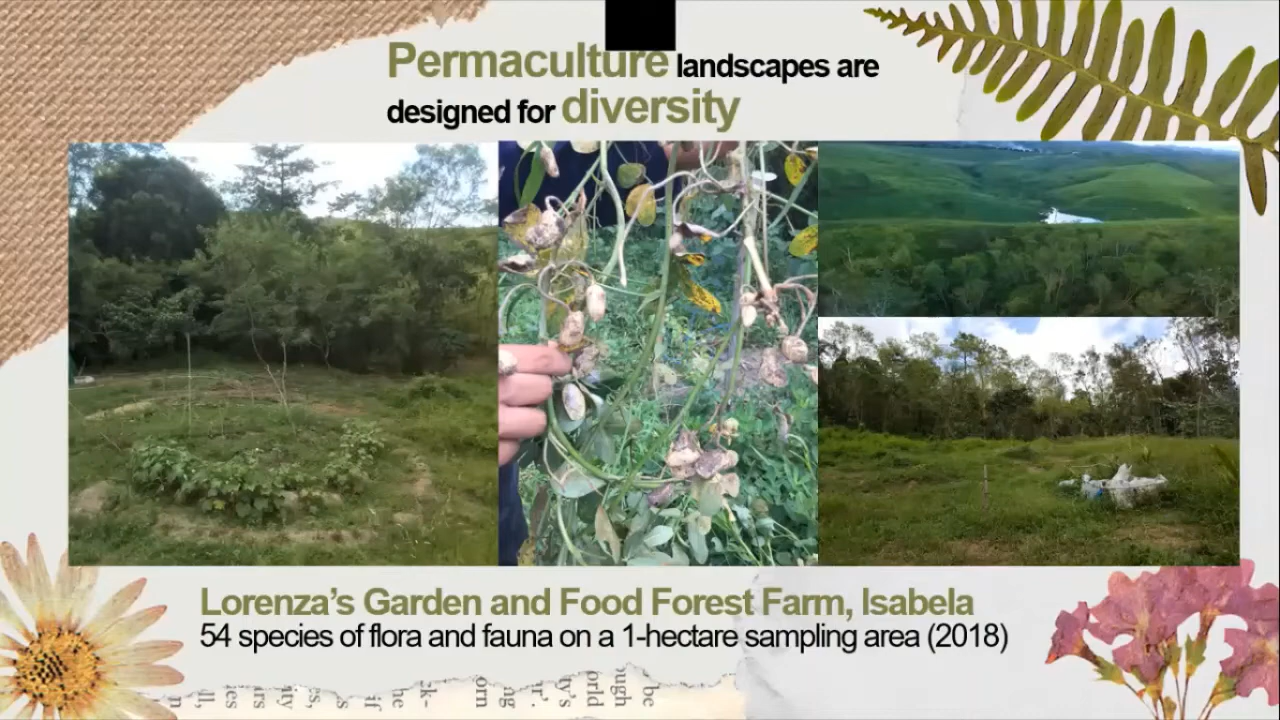 Permaculture landscapes are
designed for diversity
Lorenza's Garden and Food Forest Farm, Isabela
54 species of flora and fauna on a 1-hectare sampling area (2018)